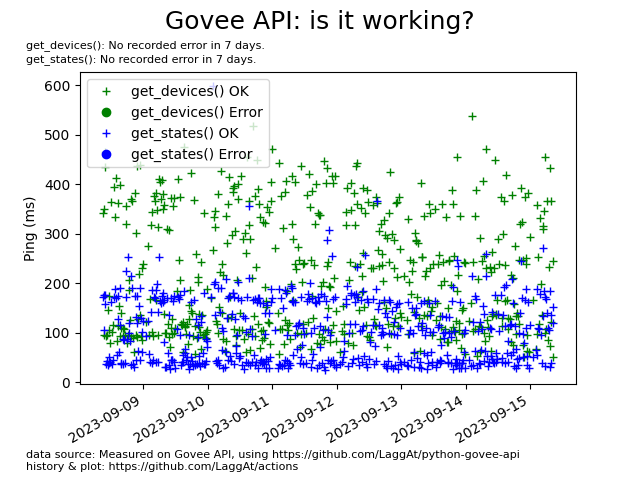 Govee API: is it working?
get_devices(): No recorded error in 7 days.
get_states(): No recorded error in 7 days.
get_devices() OK
get_devices() Error
get_states() OK
get_states() Error
Ping (ms)
600
500
400
300
200
100
0
2023-09-09
2023-09-10
2023-09-11
2023-09-12
2023-09-13
2023-09-14
2023-09-15
data source: Measured on Govee API, using https://github.com/LaggAt/python-govee-api
history & plot: https://github.com/LaggAt/actions